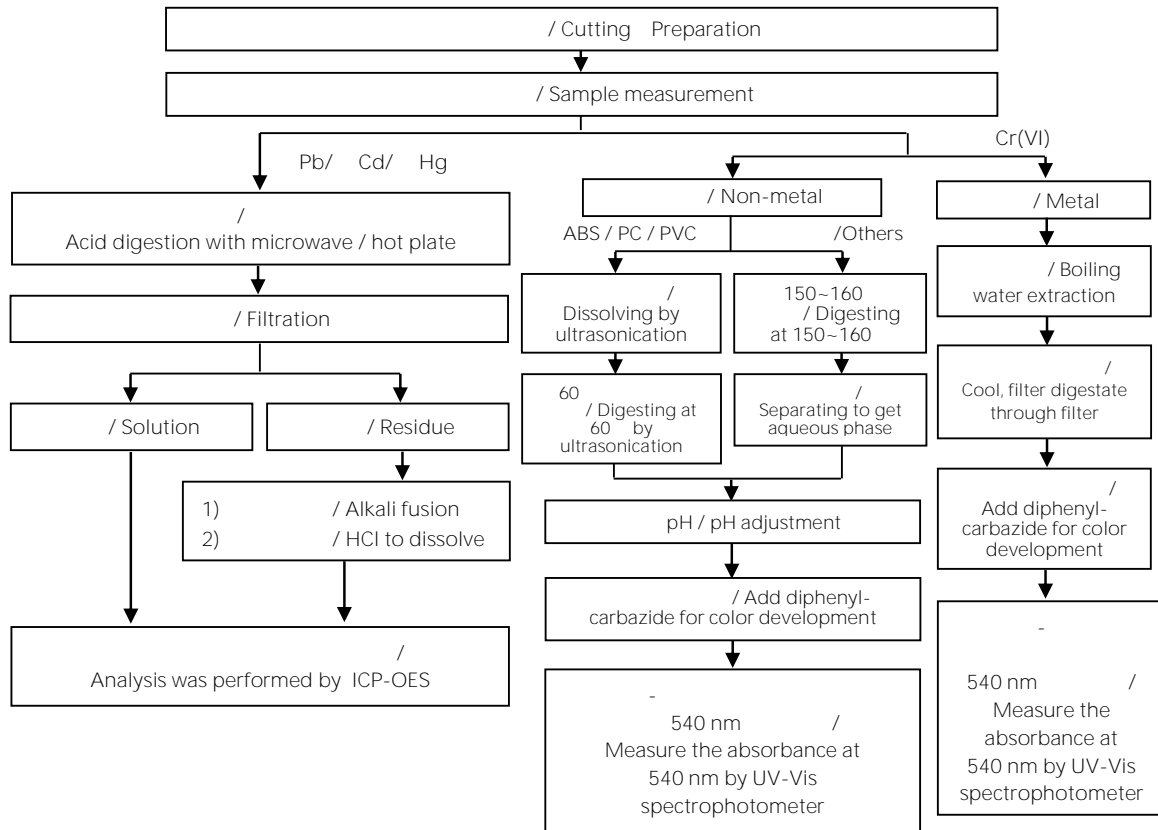 / Cutting Preparation
/ Sample measurement
Pb/ Cd/ Hg
Cr(VI)
/
Acid digestion with microwave / hot plate
/ Filtration
/ Solution
/ Residue
1) / Alkali fusion
2) / HCl to dissolve
/
Analysis was performed by ICP-OES
/ Non-metal
ABS / PC / PVC
/Others
/
Dissolving by
ultrasonication
60
/ Digesting at
60 by
ultrasonication
150~160
/ Digesting
at 150~160
/
Separating to get
aqueous phase
pH / pH adjustment
/ Add diphenyl-
carbazide for color development
-
540 nm /
Measure the absorbance at
540 nm by UV-Vis
spectrophotometer
/ Metal
/ Boiling
water extraction
/
Cool, filter digestate
through filter
/
Add diphenyl-
carbazide for color
development
-
540 nm /
Measure the
absorbance at
540 nm by UV-Vis
spectrophotometer